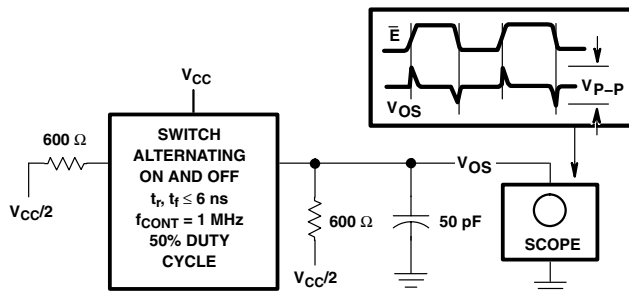 E̅
V_OS
V_P–P
V_CC
600 Ω
V_CC/2
SWITCH
ALTERNATING
ON AND OFF
t_r, t_f ≤ 6 ns
f_CONT = 1 MHz
50% DUTY
CYCLE
V_OS
600 Ω
V_CC/2
50 pF
SCOPE